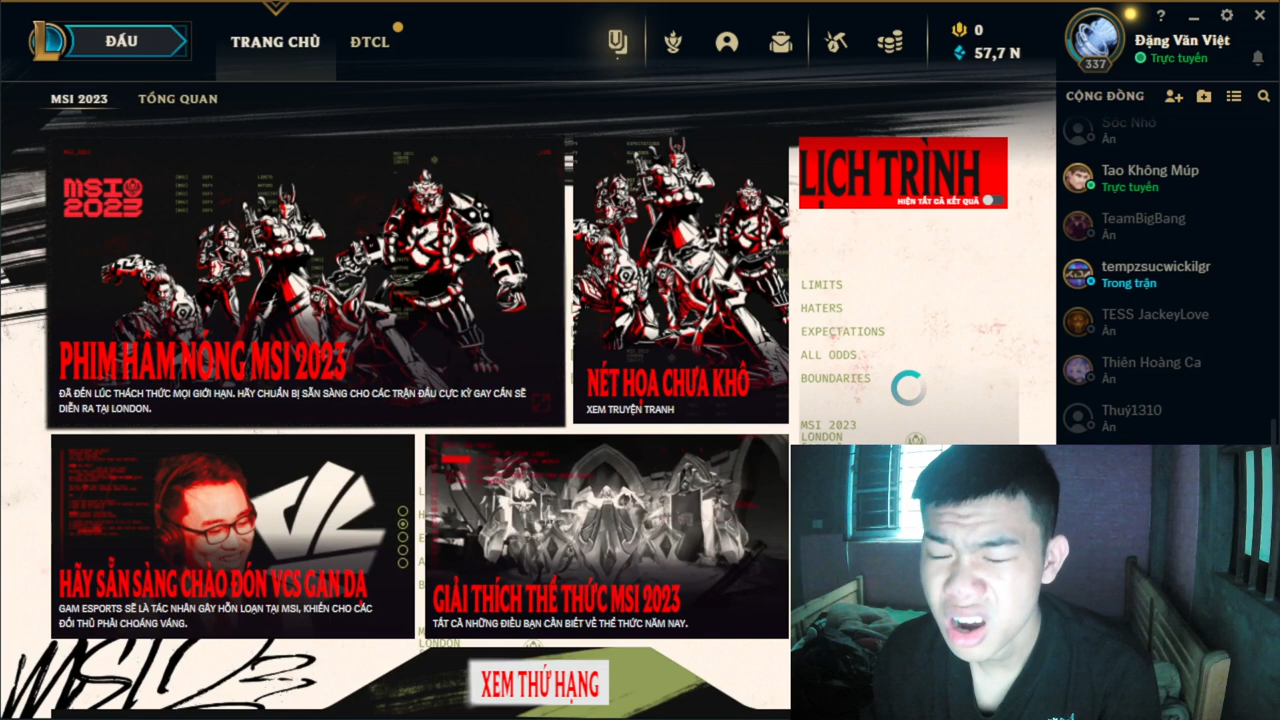 ĐẤU
TRANG CHỦ
ĐTCL
0
57,7 N
?
337
Đặng Văn Việt
Trực tuyến
MSI 2023
TỔNG QUAN
CỘNG ĐỒNG
Sóc Nhỏ
Ẩn
Tao Không Múp
Trực tuyến
TeamBigBang
Ẩn
tempzsucwickilgr
Trong trận
TESS JackeyLove
Ẩn
Thiên Hoàng Ca
Ẩn
Thuý1310
Ẩn
MSI
2023
PHIM HÂM NÓNG MSI 2023
ĐÃ ĐẾN LÚC THÁCH THỨC MỌI GIỚI HẠN. HÃY CHUẨN BỊ SẴN SÀNG CHO CÁC TRẬN ĐẤU CỰC KỲ GAY CẤN SẼ
DIỄN RA TẠI LONDON.
NÉT HỌA CHƯA KHÔ
XEM TRUYỆN TRANH
LỊCH TRÌNH
HIỆN TẤT CẢ KẾT QUẢ
LIMITS
HATERS
EXPECTATIONS
ALL ODDS
BOUNDARIES
MSI 2023
LONDON
HÃY SẴN SÀNG CHÀO ĐÓN VCS GAN DẠ
GAM ESPORTS SẼ LÀ TÁC NHÂN GÂY HỖN LOẠN TẠI MSI, KHIẾN CHO CÁC
ĐỐI THỦ PHẢI CHOÁNG VÁNG.
GIẢI THÍCH THỂ THỨC MSI 2023
TẤT CẢ NHỮNG ĐIỀU BẠN CẦN BIẾT VỀ THỂ THỨC NĂM NAY.
LONDON
XEM THỨ HẠNG